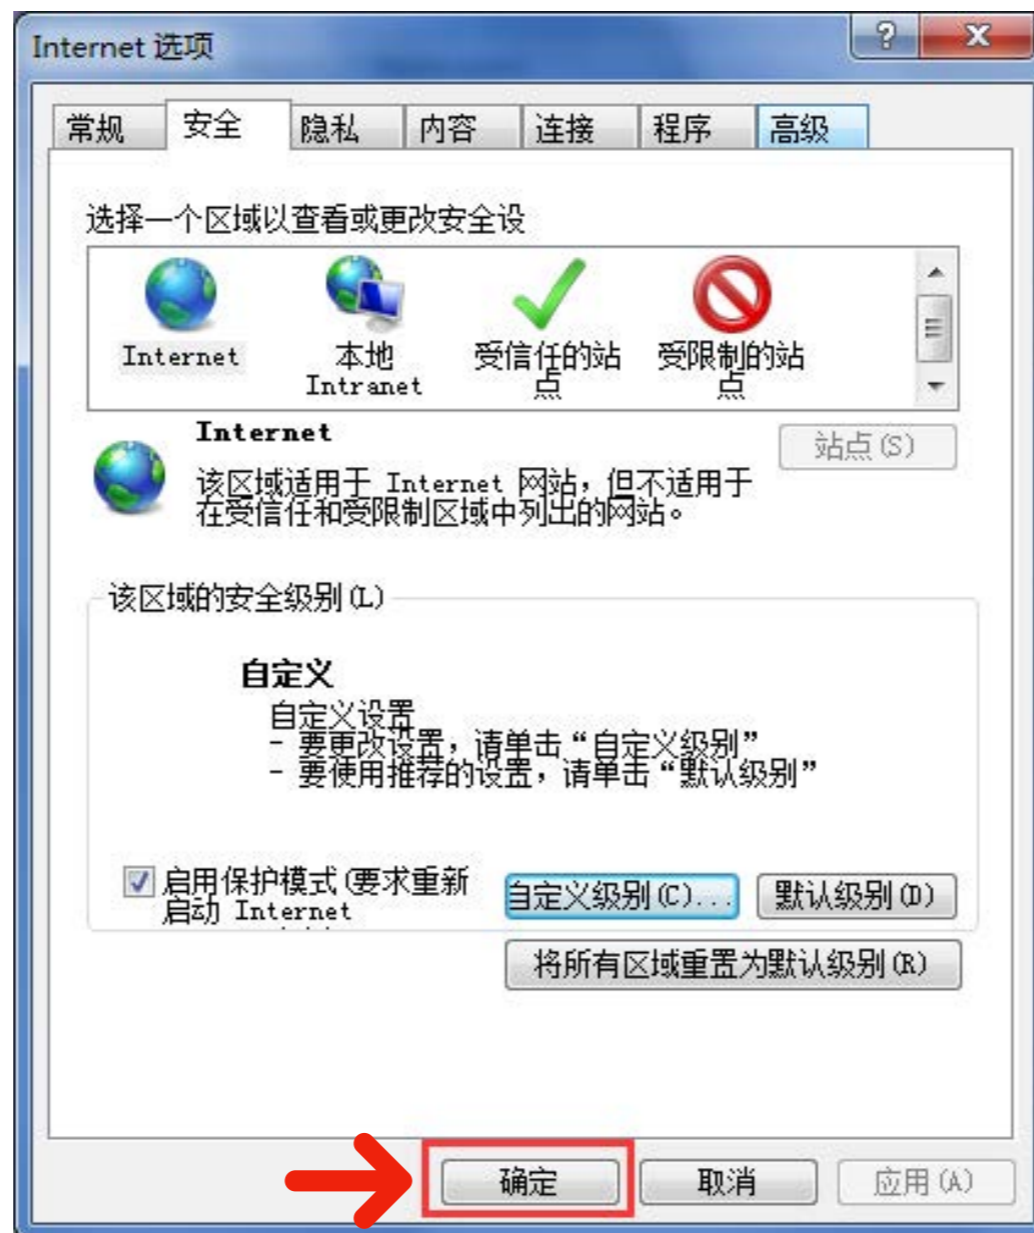 Internet 选项
常规 安全 隐私 内容 连接 程序 高级
选择一个区域以查看或更改安全设
Internet
本地
Intranet
受信任的站
点
受限制的站
点
Internet
站点(S)
该区域适用于 Internet 网站，但不适用于
在受信任和受限制区域中列出的网站。
该区域的安全级别(L)
自定义
自定义设置
- 要更改设置，请单击“自定义级别”
- 要使用推荐的设置，请单击“默认级别”
启用保护模式(要求重新
启动 Internet
自定义级别(C)...
默认级别(D)
将所有区域重置为默认级别(R)
确定
取消
应用(A)